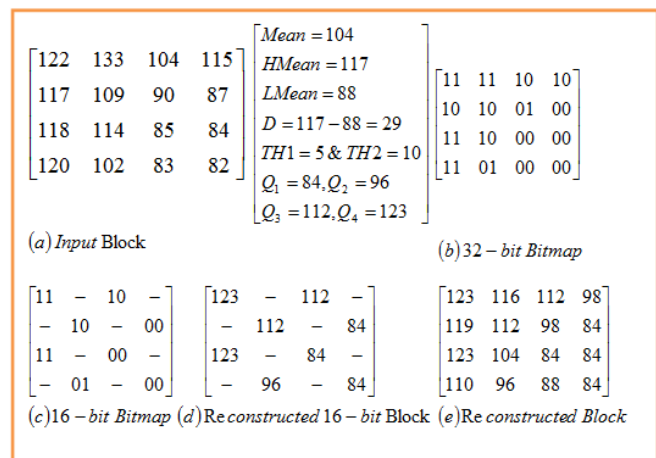 122 133 104 115
117 109 90 87
118 114 85 84
120 102 83 82
(a) Input Block
Mean = 104
HMean = 117
LMean = 88
D = 117 − 88 = 29
TH1 = 5 & TH2 = 10
Q₁ = 84, Q₂ = 96
Q₃ = 112, Q₄ = 123
11 11 10 10
10 10 01 00
11 10 00 00
11 01 00 00
(b) 32 − bit Bitmap
11 − 10 −
− 10 − 00
11 − 00 −
− 01 − 00
(c) 16 − bit Bitmap
123 − 112 −
− 112 − 84
123 − 84 −
− 96 − 84
(d) Reconstructed 16 − bit Block
123 116 112 98
119 112 98 84
123 104 84 84
110 96 88 84
(e) Reconstructed Block